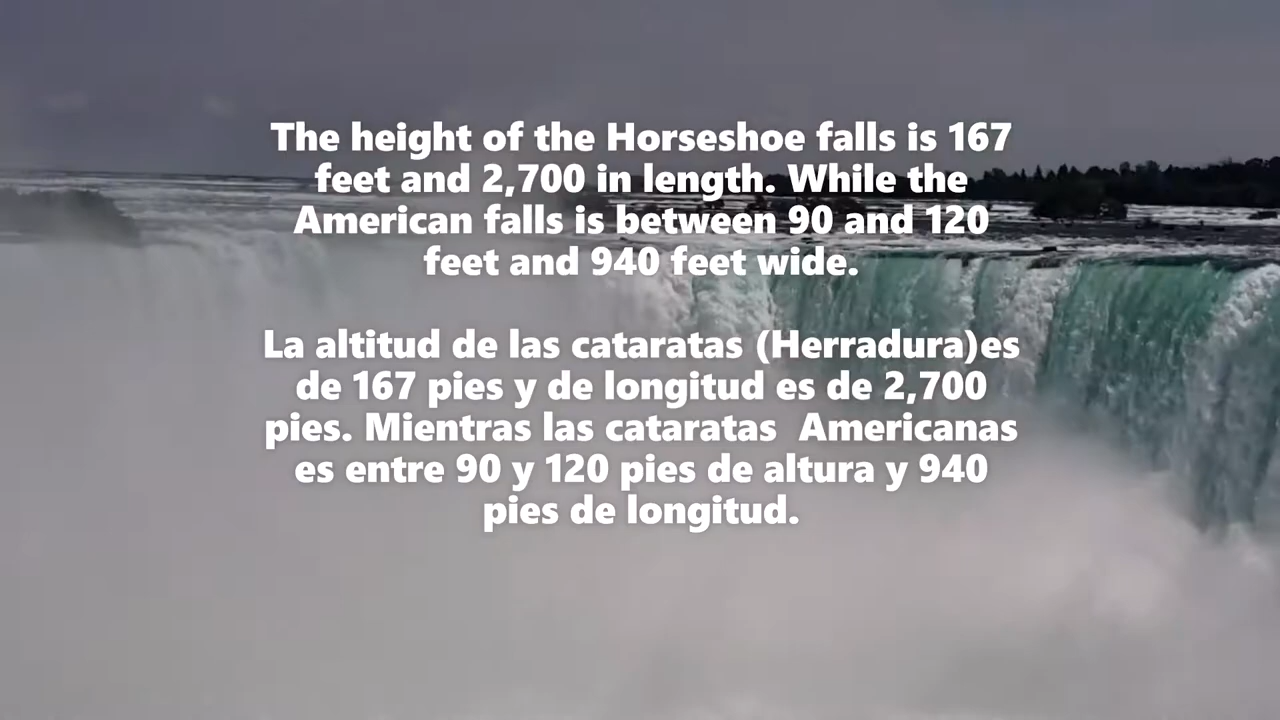 The height of the Horseshoe falls is 167
feet and 2,700 in length. While the
American falls is between 90 and 120
feet and 940 feet wide.
La altitud de las cataratas (Herradura)es
de 167 pies y de longitud es de 2,700
pies. Mientras las cataratas  Americanas
es entre 90 y 120 pies de altura y 940
pies de longitud.